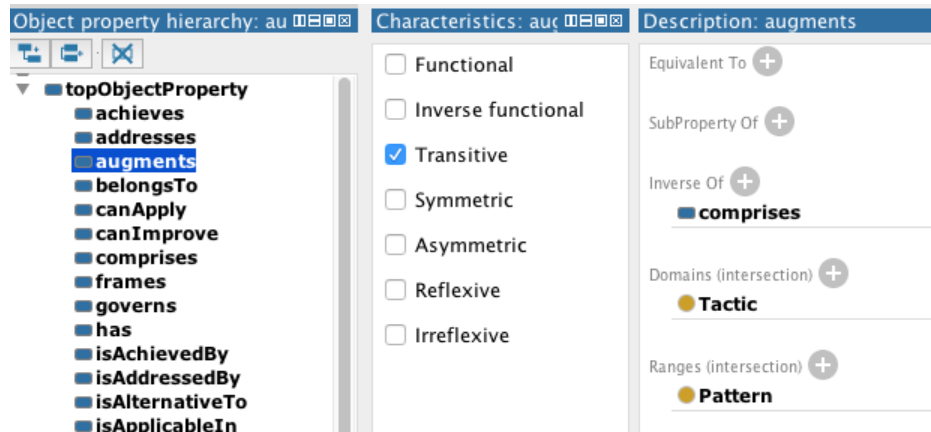 Object property hierarchy: au
topObjectProperty
achieves
addresses
augments
belongsTo
canApply
canImprove
comprises
frames
governs
has
isAchievedBy
isAddressedBy
isAlternativeTo
isApplicableIn
Characteristics: aug
Functional
Inverse functional
Transitive
Symmetric
Asymmetric
Reflexive
Irreflexive
Description: augments
Equivalent To
SubProperty Of
Inverse Of
comprises
Domains (intersection)
Tactic
Ranges (intersection)
Pattern